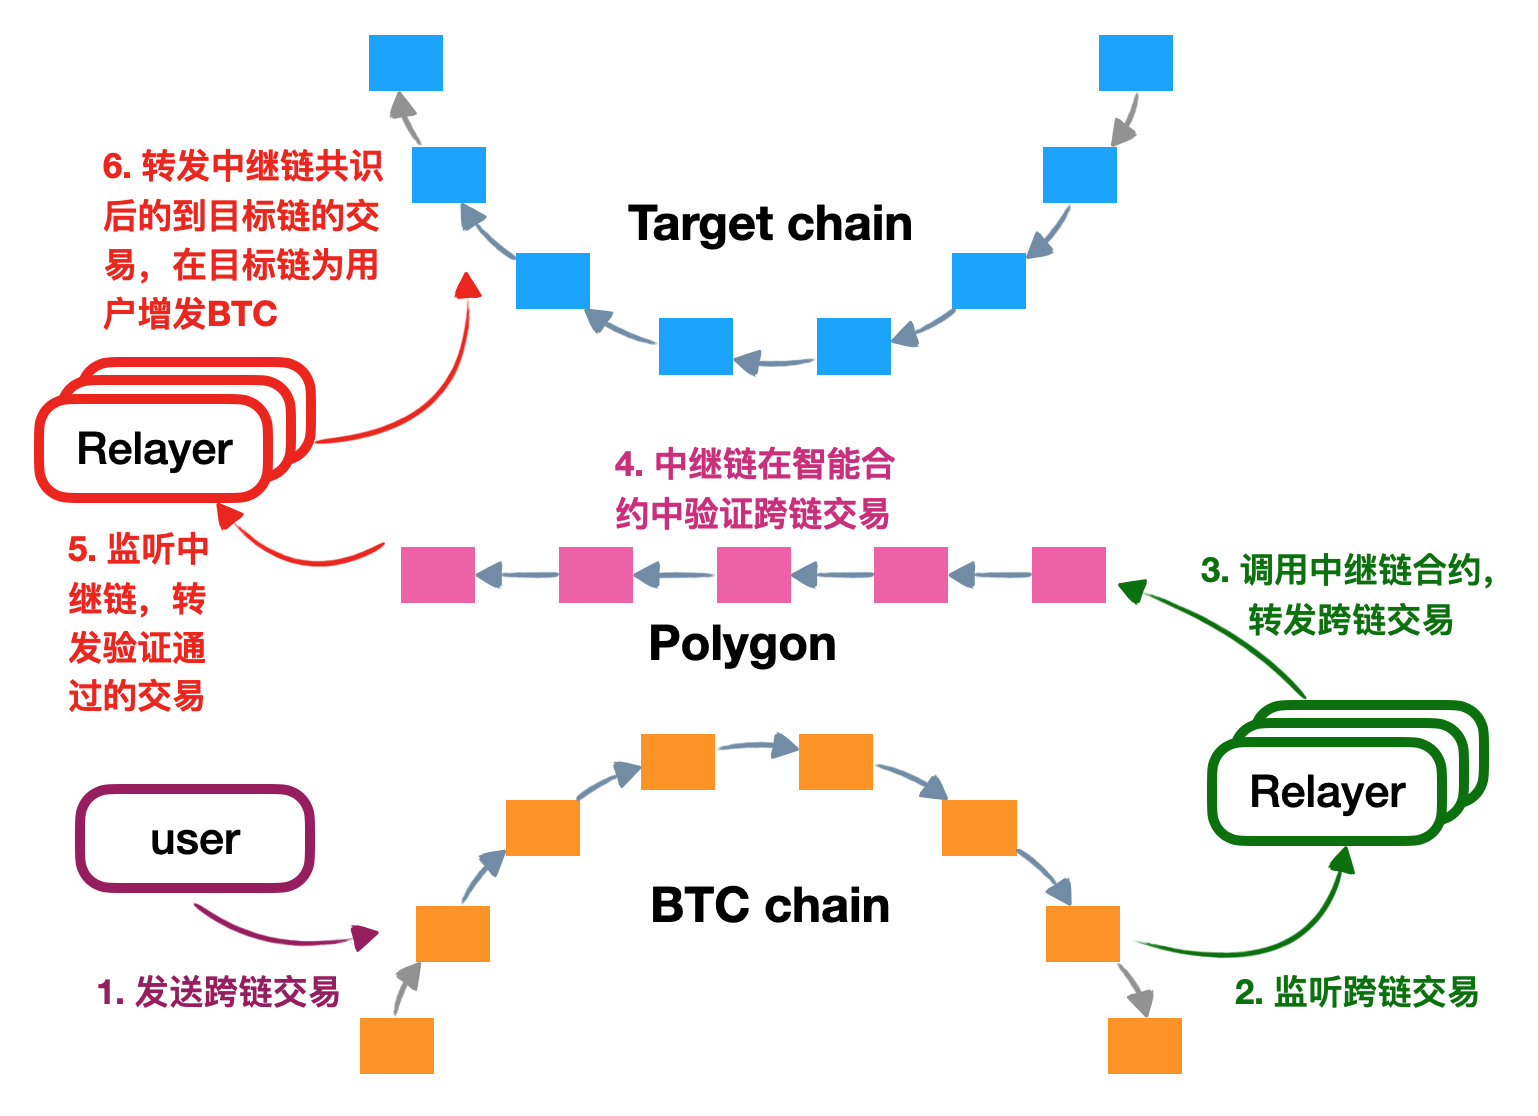 6. 转发中继链共识
后的到目标链的交
易，在目标链为用
户增发BTC
Target chain
Relayer
4. 中继链在智能合
约中验证跨链交易
5. 监听中
继链，转
发验证通
过的交易
3. 调用中继链合约，
转发跨链交易
Polygon
Relayer
user
BTC chain
1. 发送跨链交易
2. 监听跨链交易